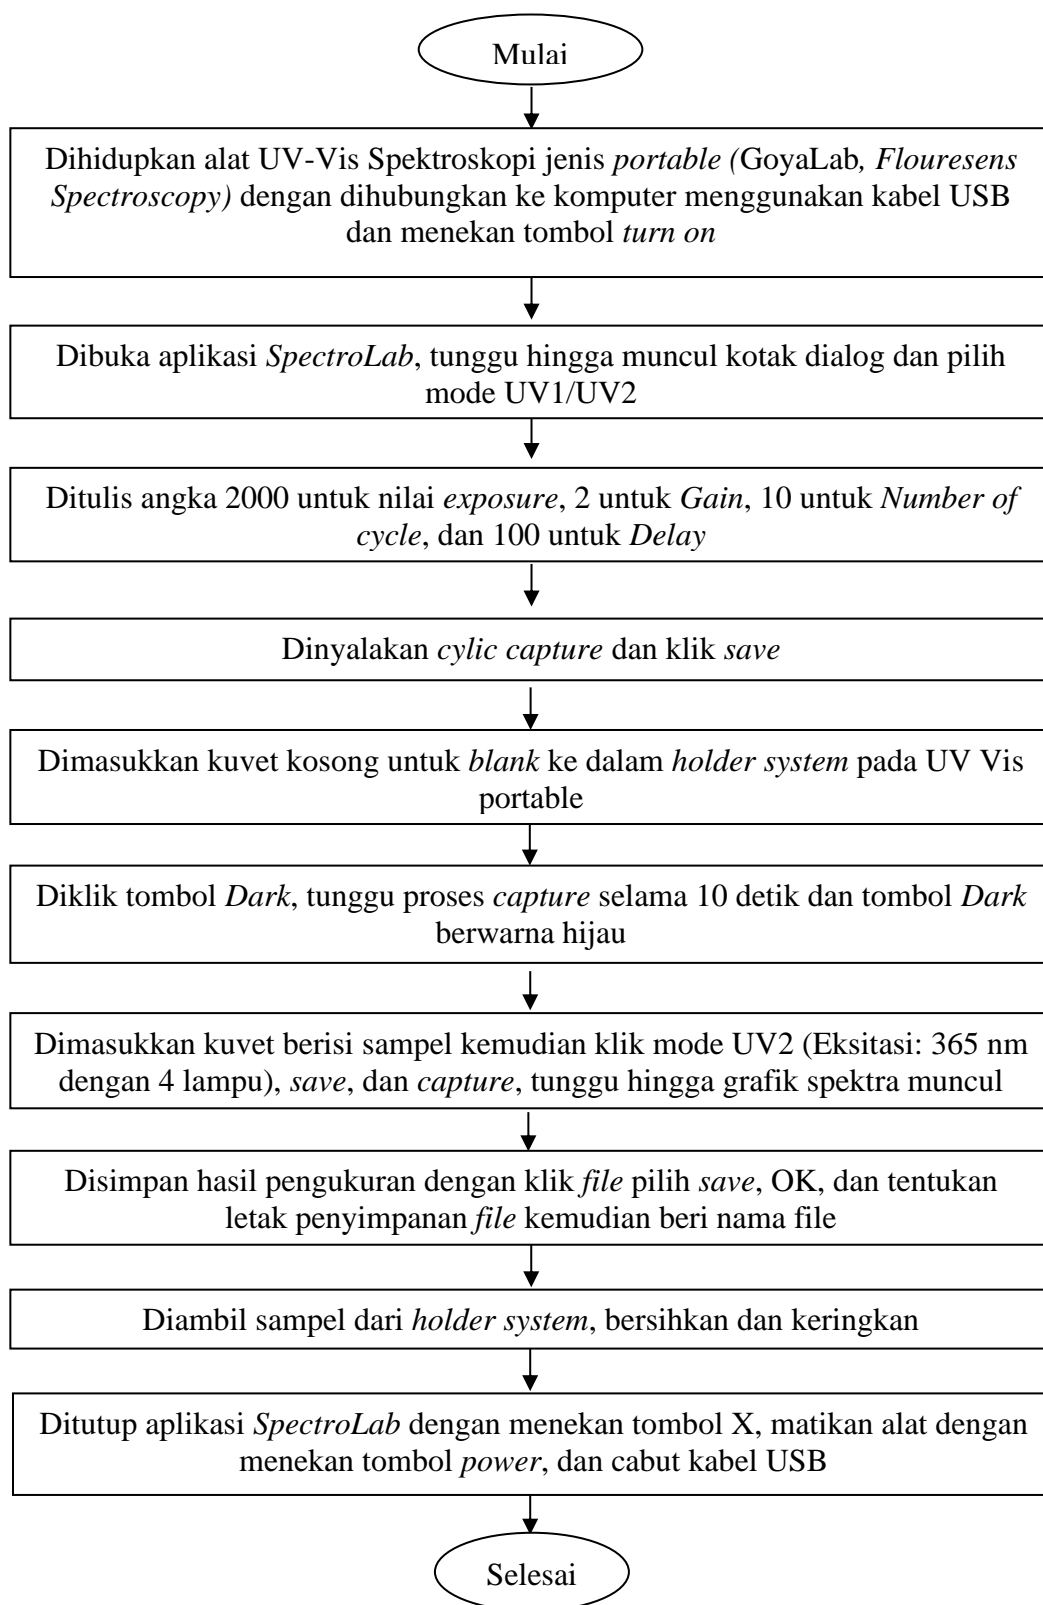 Mulai
Dihidupkan alat UV-Vis Spektroskopi jenis portable (GoyaLab, Flouresens
Spectroscopy) dengan dihubungkan ke komputer menggunakan kabel USB
dan menekan tombol turn on
Dibuka aplikasi SpectroLab, tunggu hingga muncul kotak dialog dan pilih
mode UV1/UV2
Ditulis angka 2000 untuk nilai exposure, 2 untuk Gain, 10 untuk Number of
cycle, dan 100 untuk Delay
Dinyalakan cylic capture dan klik save
Dimasukkan kuvet kosong untuk blank ke dalam holder system pada UV Vis
portable
Diklik tombol Dark, tunggu proses capture selama 10 detik dan tombol Dark
berwarna hijau
Dimasukkan kuvet berisi sampel kemudian klik mode UV2 (Eksitasi: 365 nm
dengan 4 lampu), save, dan capture, tunggu hingga grafik spektra muncul
Disimpan hasil pengukuran dengan klik file pilih save, OK, dan tentukan
letak penyimpanan file kemudian beri nama file
Diambil sampel dari holder system, bersihkan dan keringkan
Ditutup aplikasi SpectroLab dengan menekan tombol X, matikan alat dengan
menekan tombol power, dan cabut kabel USB
Selesai